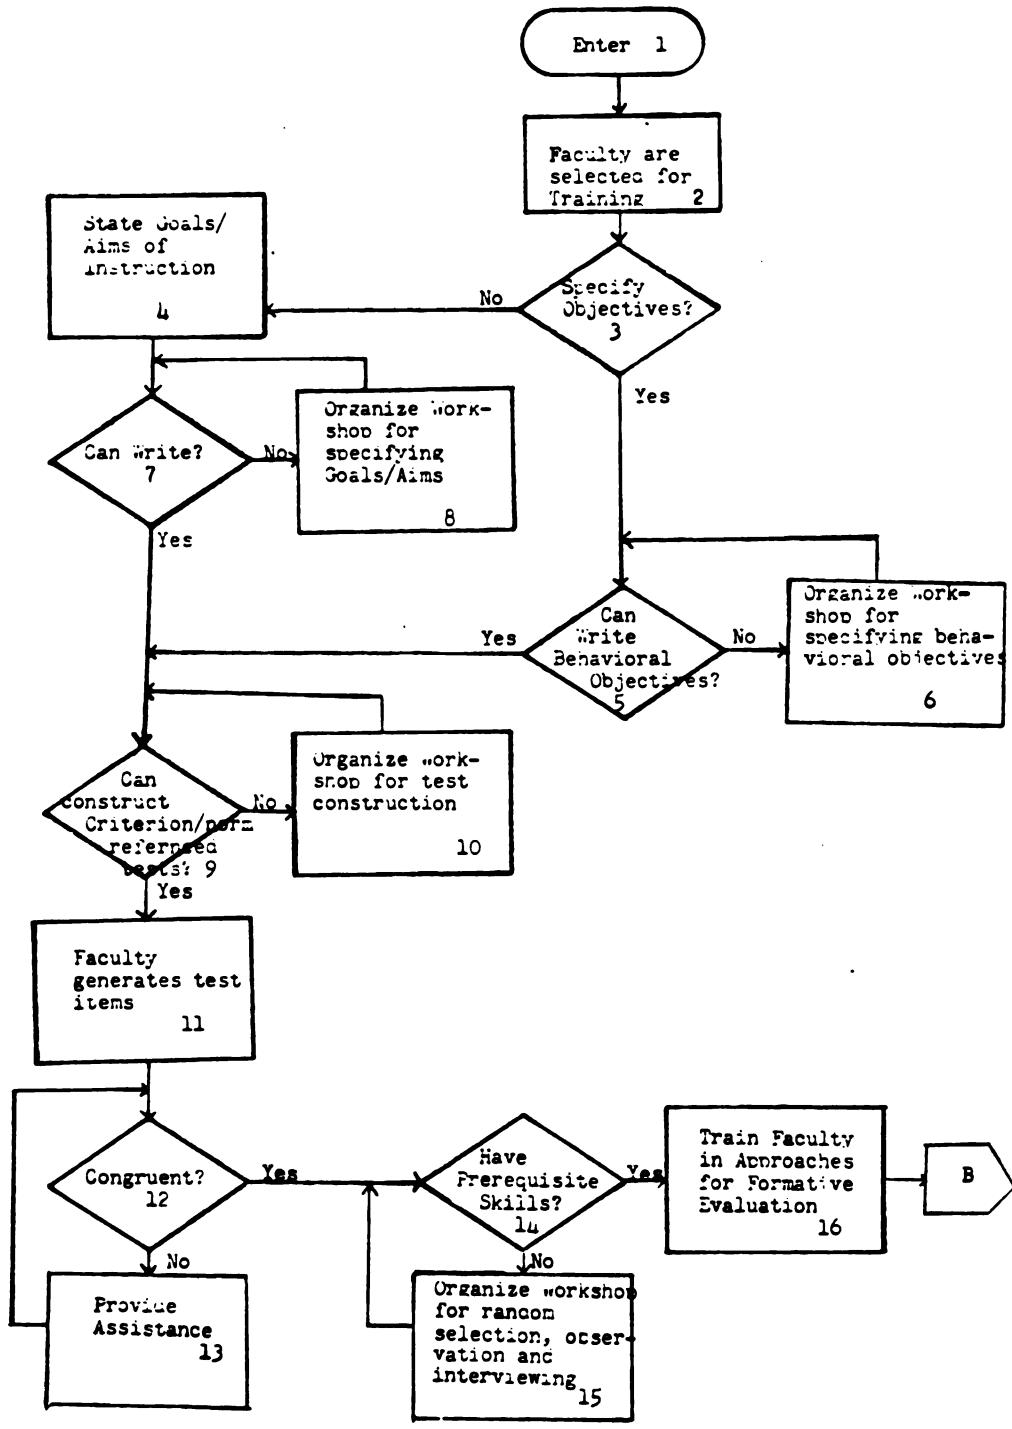 Enter 1
Faculty are
selected for
Training 2
Specify
Objectives?
3
No
Yes
State Goals/
Aims of
Instruction
4
Can Write?
7
No
Yes
Organize Work-
shop for
specifying
Goals/Aims
8
Can
Write
Behavioral
Objectives?
5
Yes
No
Organize Work-
shop for
specifying beha-
vioral objectives
6
Can
construct
Criterion/norm
refernced
tests? 9
No
Yes
Organize Work-
shop for test
construction
10
Faculty
generates test
items
11
Congruent?
12
Yes
No
Provide
Assistance
13
Have
Prerequisite
Skills?
14
Yes
No
Organize workshop
for random
selection, obser-
vation and
interviewing
15
Train Faculty
in Approaches
for Formative
Evaluation
16
B